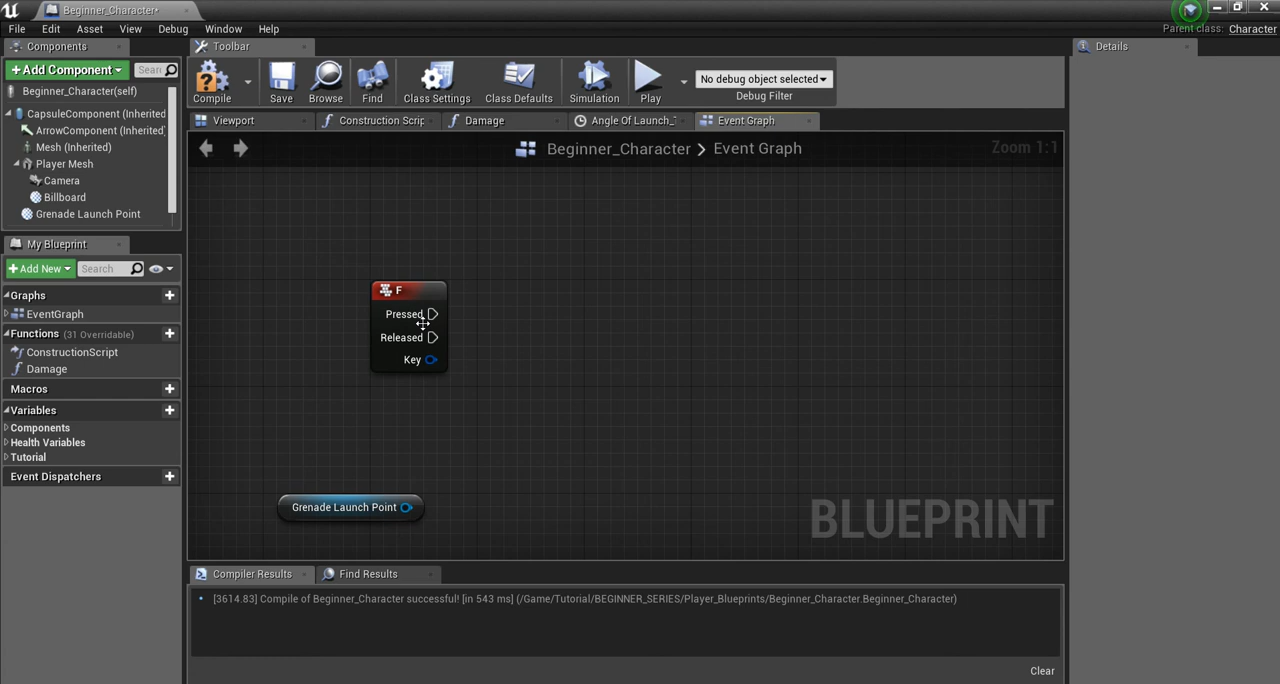 Beginner_Character*
File Edit Asset View Debug Window Help
Parent class: Character
Components
+Add Component
Sear
Beginner_Character(self)
CapsuleComponent (Inherited
ArrowComponent (Inherited)
Mesh (Inherited)
Player Mesh
Camera
Billboard
Grenade Launch Point
My Blueprint
+Add New
Search
Graphs
EventGraph
Functions (31 Overridable)
ConstructionScript
Damage
Macros
Variables
Components
Health Variables
Tutorial
Event Dispatchers
Toolbar
Compile
Save
Browse
Find
Class Settings
Class Defaults
Simulation
Play
No debug object selected
Debug Filter
Viewport
Construction Scrip
Damage
Angle Of Launch_T
Event Graph
Beginner_Character > Event Graph
Zoom 1:1
F
Pressed
Released
Key
Grenade Launch Point
BLUEPRINT
Compiler Results
Find Results
[3614.83] Compile of Beginner_Character successful! [in 543 ms] (/Game/Tutorial/BEGINNER_SERIES/Player_Blueprints/Beginner_Character.Beginner_Character)
Clear
Details